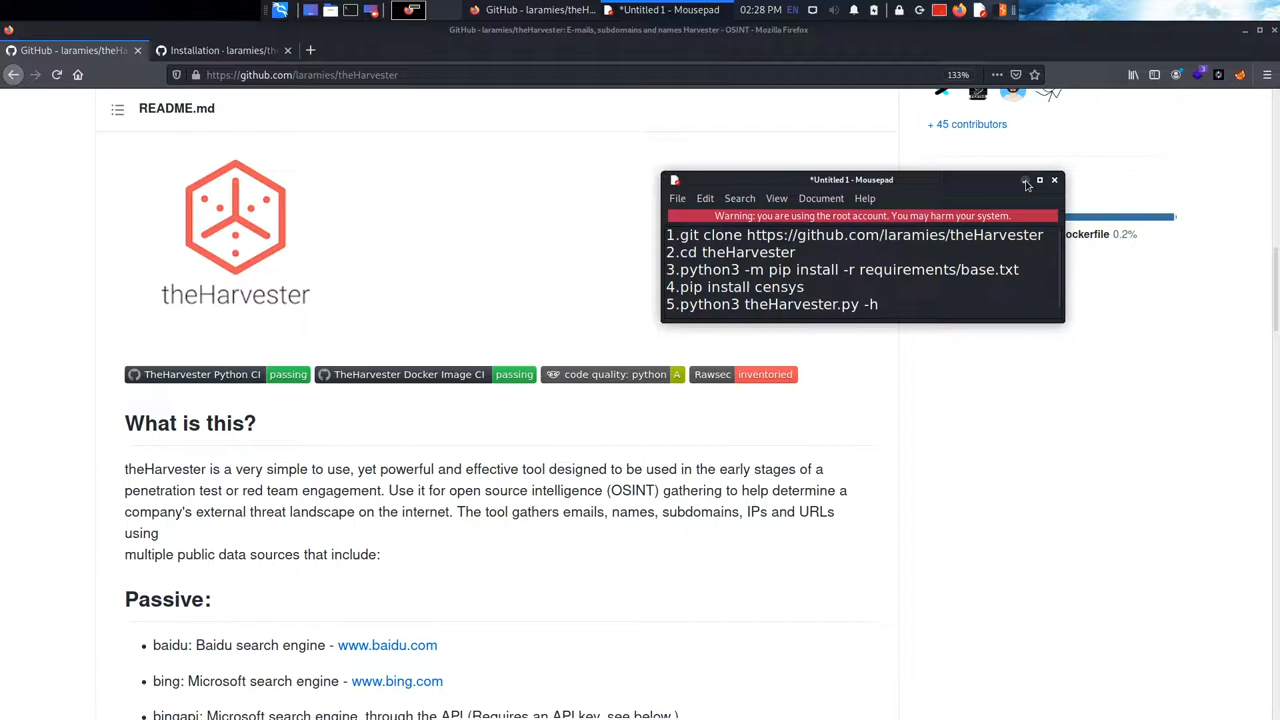 GitHub - laramies/theH...
*Untitled 1 - Mousepad
02:28 PM
EN
GitHub - laramies/theHarvester: E-mails, subdomains and names Harvester - OSINT - Mozilla Firefox
GitHub - laramies/theHa
Installation - laramies/th
https://github.com/laramies/theHarvester
133%
3
README.md
+ 45 contributors
theHarvester
*Untitled 1 - Mousepad
File Edit Search View Document Help
Warning: you are using the root account. You may harm your system.
1.git clone https://github.com/laramies/theHarvester
2.cd theHarvester
3.python3 -m pip install -r requirements/base.txt
4.pip install censys
5.python3 theHarvester.py -h
ockerfile 0.2%
TheHarvester Python CI passing
TheHarvester Docker Image CI passing
code quality: python A
Rawsec inventoried
What is this?
theHarvester is a very simple to use, yet powerful and effective tool designed to be used in the early stages of a
penetration test or red team engagement. Use it for open source intelligence (OSINT) gathering to help determine a
company's external threat landscape on the internet. The tool gathers emails, names, subdomains, IPs and URLs
using
multiple public data sources that include:
Passive:
• baidu: Baidu search engine - www.baidu.com
• bing: Microsoft search engine - www.bing.com
• bingapi: Microsoft search engine, through the API (Requires an API key, see below.)